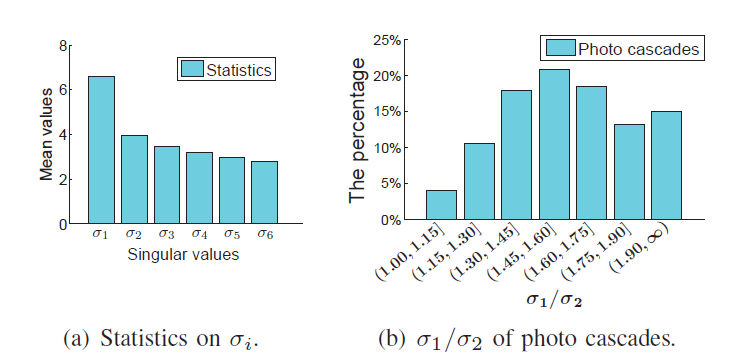 8
6
4
2
0
Mean values
Statistics
σ1 σ2 σ3 σ4 σ5 σ6
Singular values
(a) Statistics on σi.
25%
20%
15%
10%
5%
0%
The percentage
Photo cascades
(1.00, 1.15]
(1.15, 1.30]
(1.30, 1.45]
(1.45, 1.60]
(1.60, 1.75]
(1.75, 1.90]
(1.90, ∞)
σ1/σ2
(b) σ1/σ2 of photo cascades.